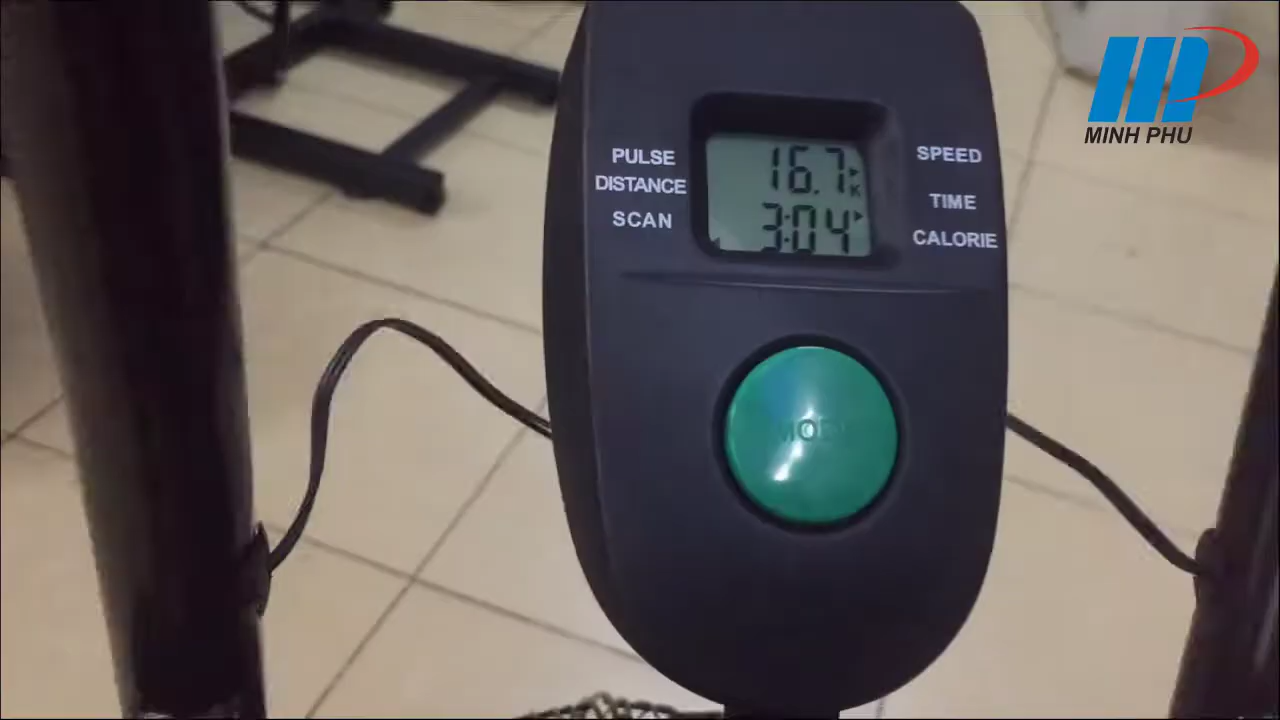 MINH PHU
PULSE
DISTANCE
SCAN
16.7
K
3:04
SPEED
TIME
CALORIE